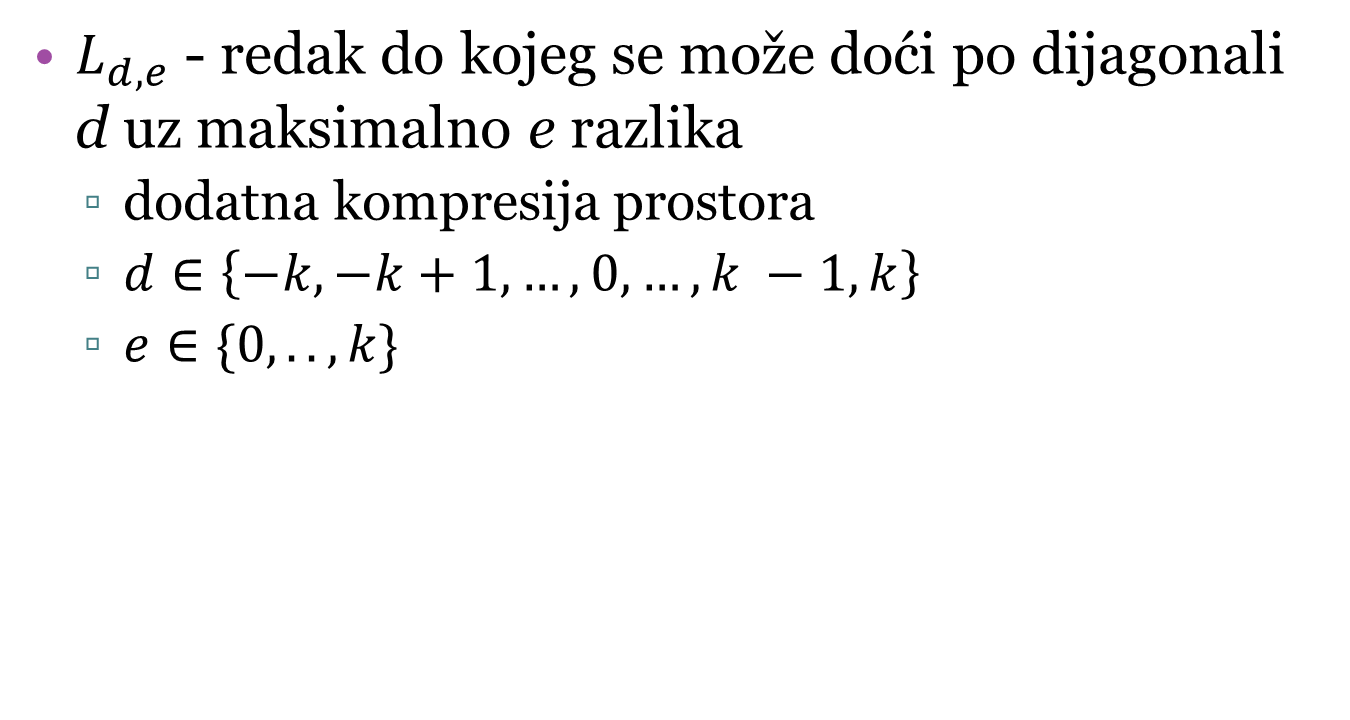 • L_{d,e} - redak do kojeg se može doći po dijagonali
d uz maksimalno e razlika
▫ dodatna kompresija prostora
▫ d ∈ {−k, −k + 1, … , 0, … , k − 1, k}
▫ e ∈ {0, . . , k}